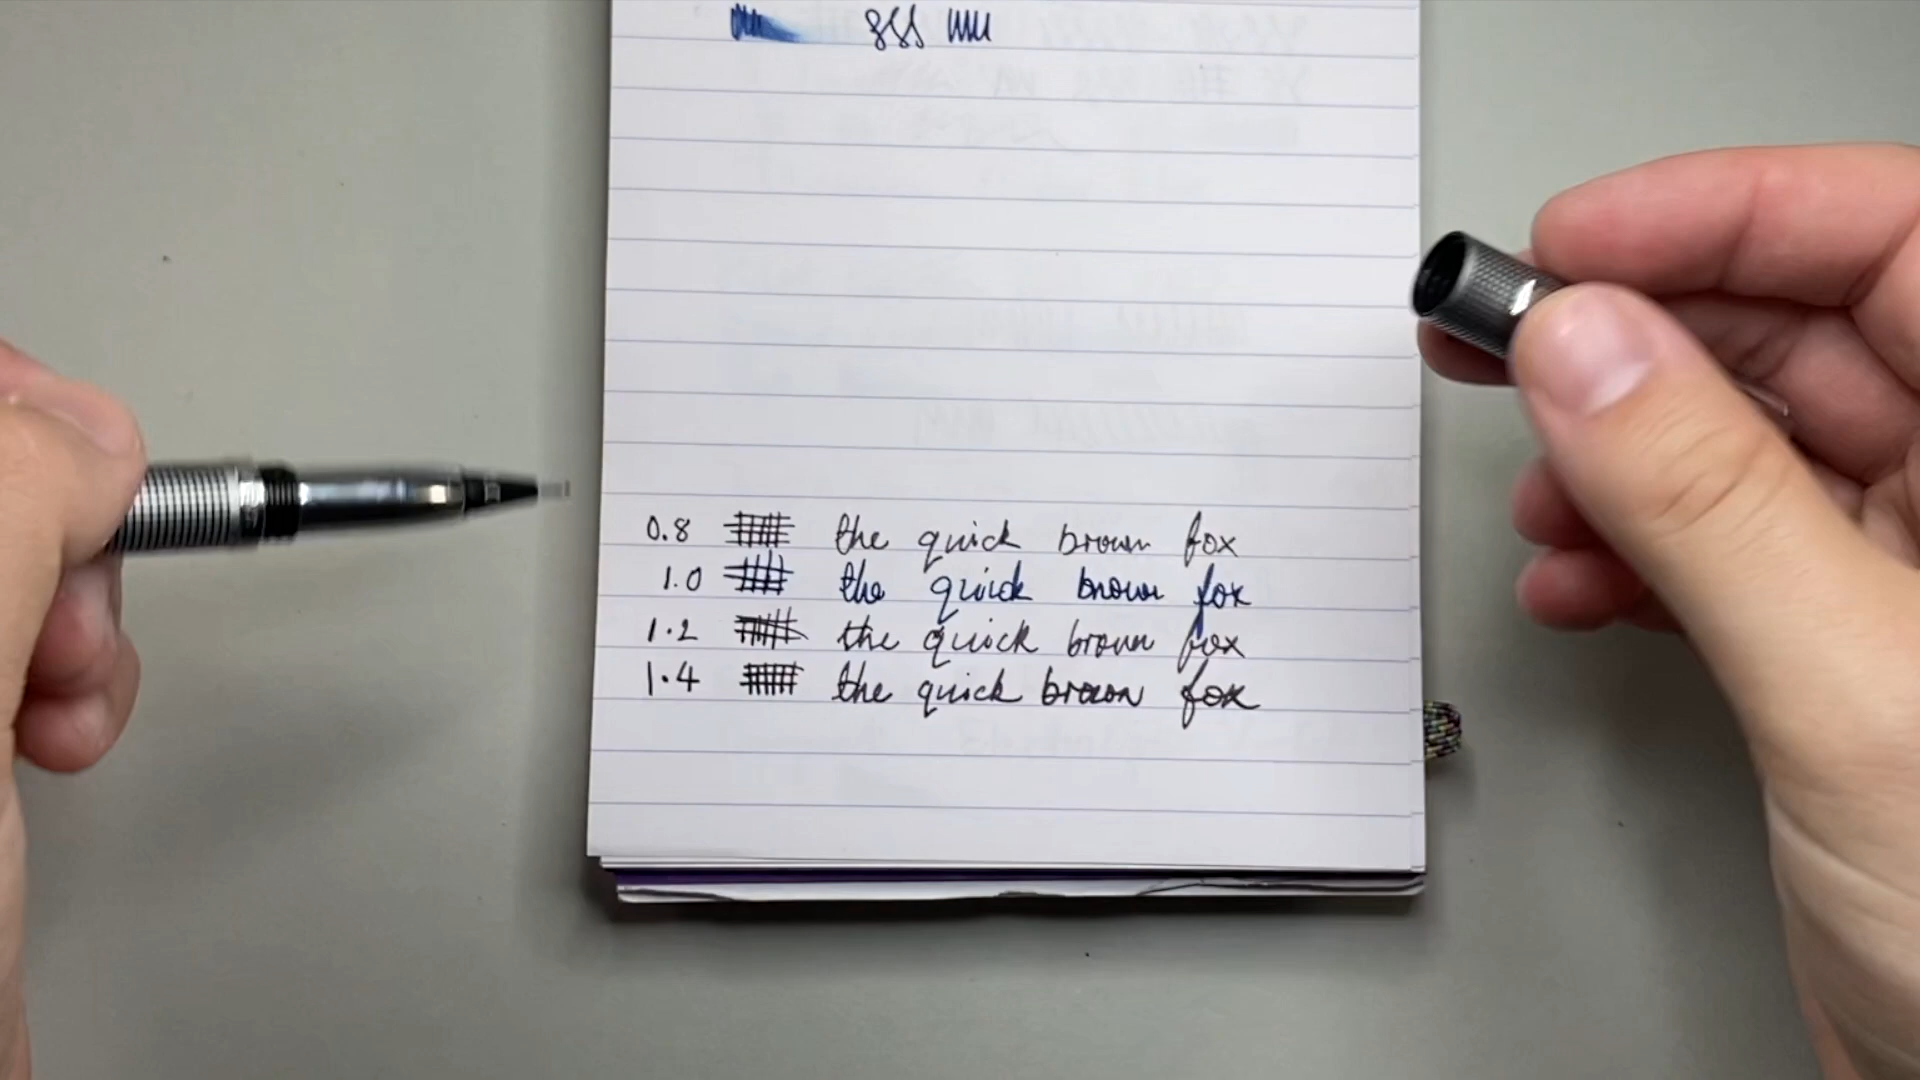 0.8 the quick brown fox
1.0 the quick brown fox
1.2 the quick brown fox
1.4 the quick brown fox